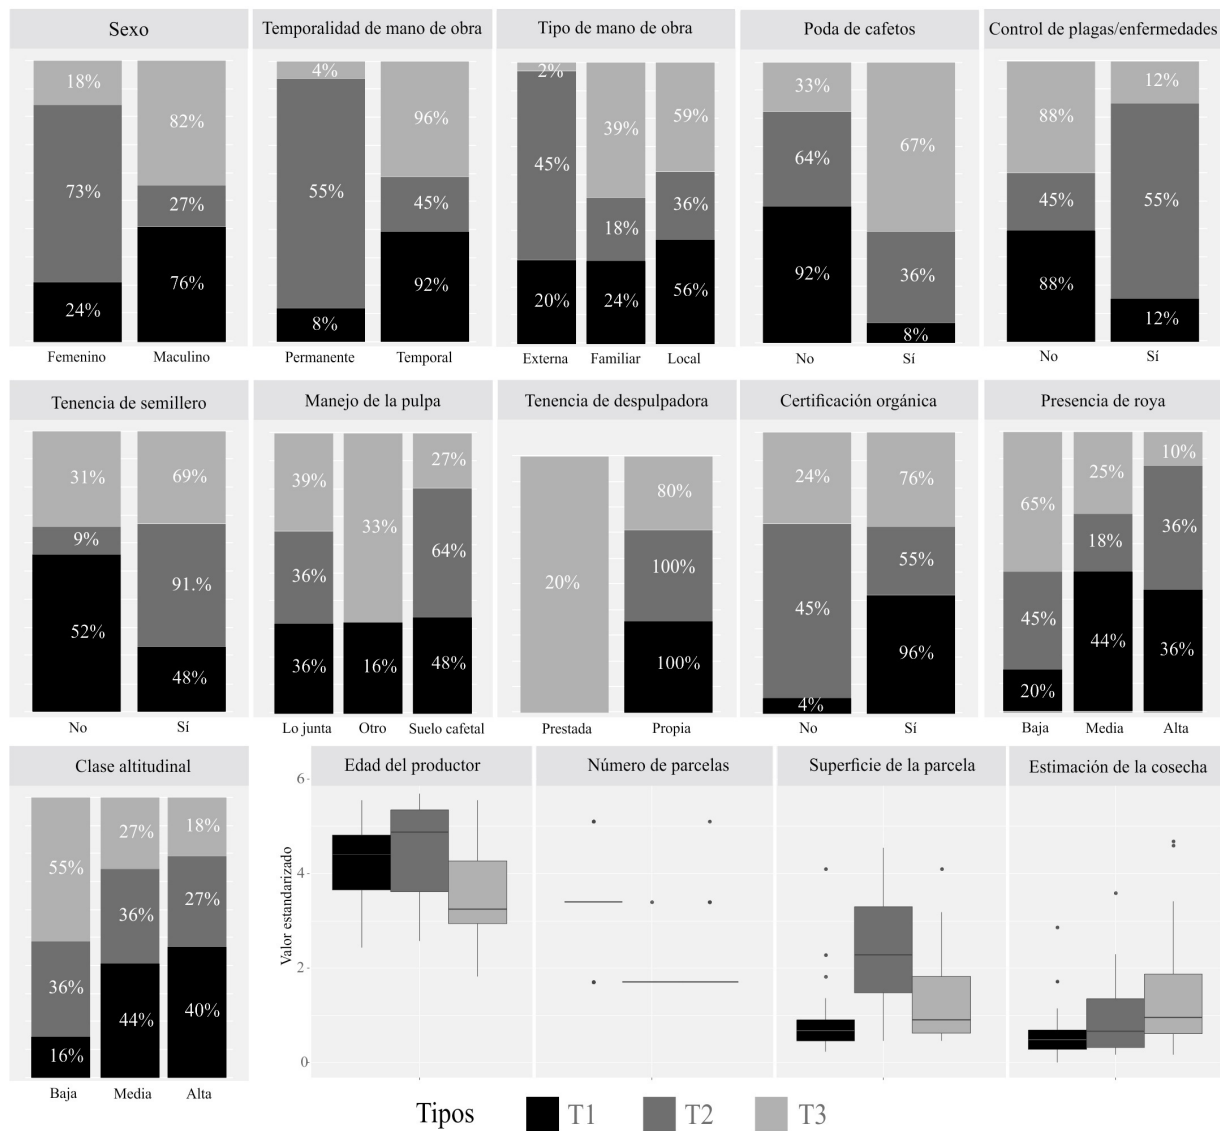 Sexo
18%
82%
73%
27%
24%
76%
Femenino Maculino
Temporalidad de mano de obra
4%
96%
55%
45%
8%
92%
Permanente Temporal
Tipo de mano de obra
2%
39%
59%
45%
18%
36%
20%
24%
56%
Externa Familiar Local
Poda de cafetos
33%
67%
64%
36%
92%
8%
No Sí
Control de plagas/enfermedades
88%
12%
45%
55%
88%
12%
No Sí
Tenencia de semillero
31%
69%
9%
91.%
52%
48%
No Sí
Manejo de la pulpa
39%
33%
27%
36%
64%
36%
16%
48%
Lo junta Otro Suelo cafetal
Tenencia de despulpadora
20%
80%
100%
100%
Prestada Propia
Certificación orgánica
24%
76%
45%
55%
4%
96%
No Sí
Presencia de roya
65%
25%
10%
45%
18%
36%
20%
44%
36%
Baja Media Alta
Clase altitudinal
55%
27%
18%
36%
36%
27%
16%
44%
40%
Baja Media Alta
Valor estandarizado
6
4
2
0
Edad del productor
Número de parcelas
Superficie de la parcela
Estimación de la cosecha
Tipos T1 T2 T3